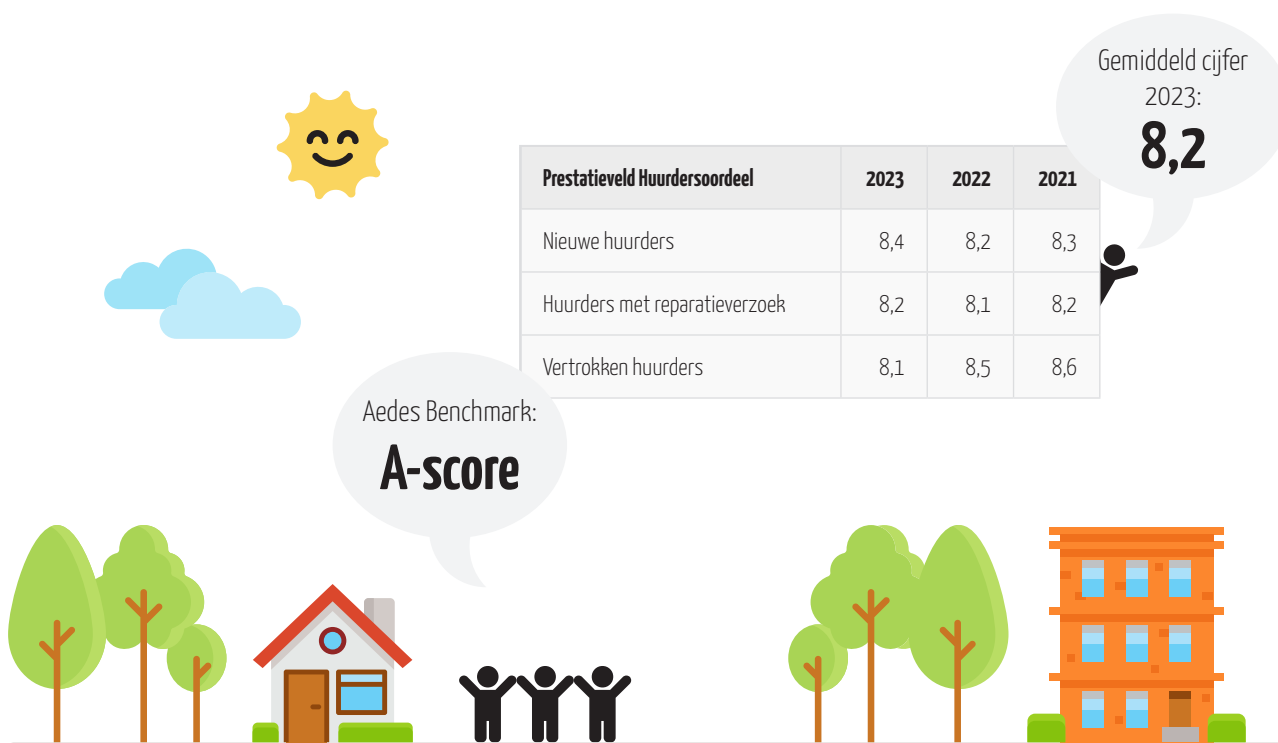 Gemiddeld cijfer
2023:
8,2
Prestatieveld Huurdersoordeel 2023 2022 2021
Nieuwe huurders 8,4 8,2 8,3
Huurders met reparatieverzoek 8,2 8,1 8,2
Vertrokken huurders 8,1 8,5 8,6
Aedes Benchmark:
A-score